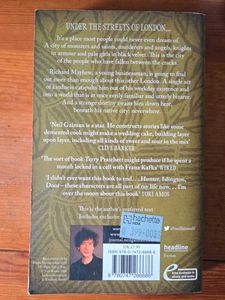 UNDER THE STREETS OF LONDON...
It's a place most people could never even dream of.
A city of monsters and saints, murderers and angels, knights
in armour and pale girls in black velvet. This is the city
of the people who have fallen between the cracks.
Richard Mayhew, a young businessman, is going to find
out more than enough about this other London. A single act
of kindness catapults him out of his workday existence and
into a world that is at once eerily familiar and utterly bizarre.
And a strange destiny awaits him down here,
beneath his native city: neverwhere.
'Neil Gaiman is a star. He constructs stories like some
demented cook might make a wedding cake, building layer
upon layer, including all kinds of sweet and sour in the mix'
CLIVE BARKER
'The sort of book Terry Pratchett might produce if he spent
a month locked in a cell with Franz Kafka' WIRED
'I didn't ever want this book to end. ... Hunter, Islington,
Door – these characters are all part of my life now. ... I'm
over the moon about this book' TORI AMOS
This is the author's preferred text
Includes exclusive
hachette
INDIA
headline
Fiction